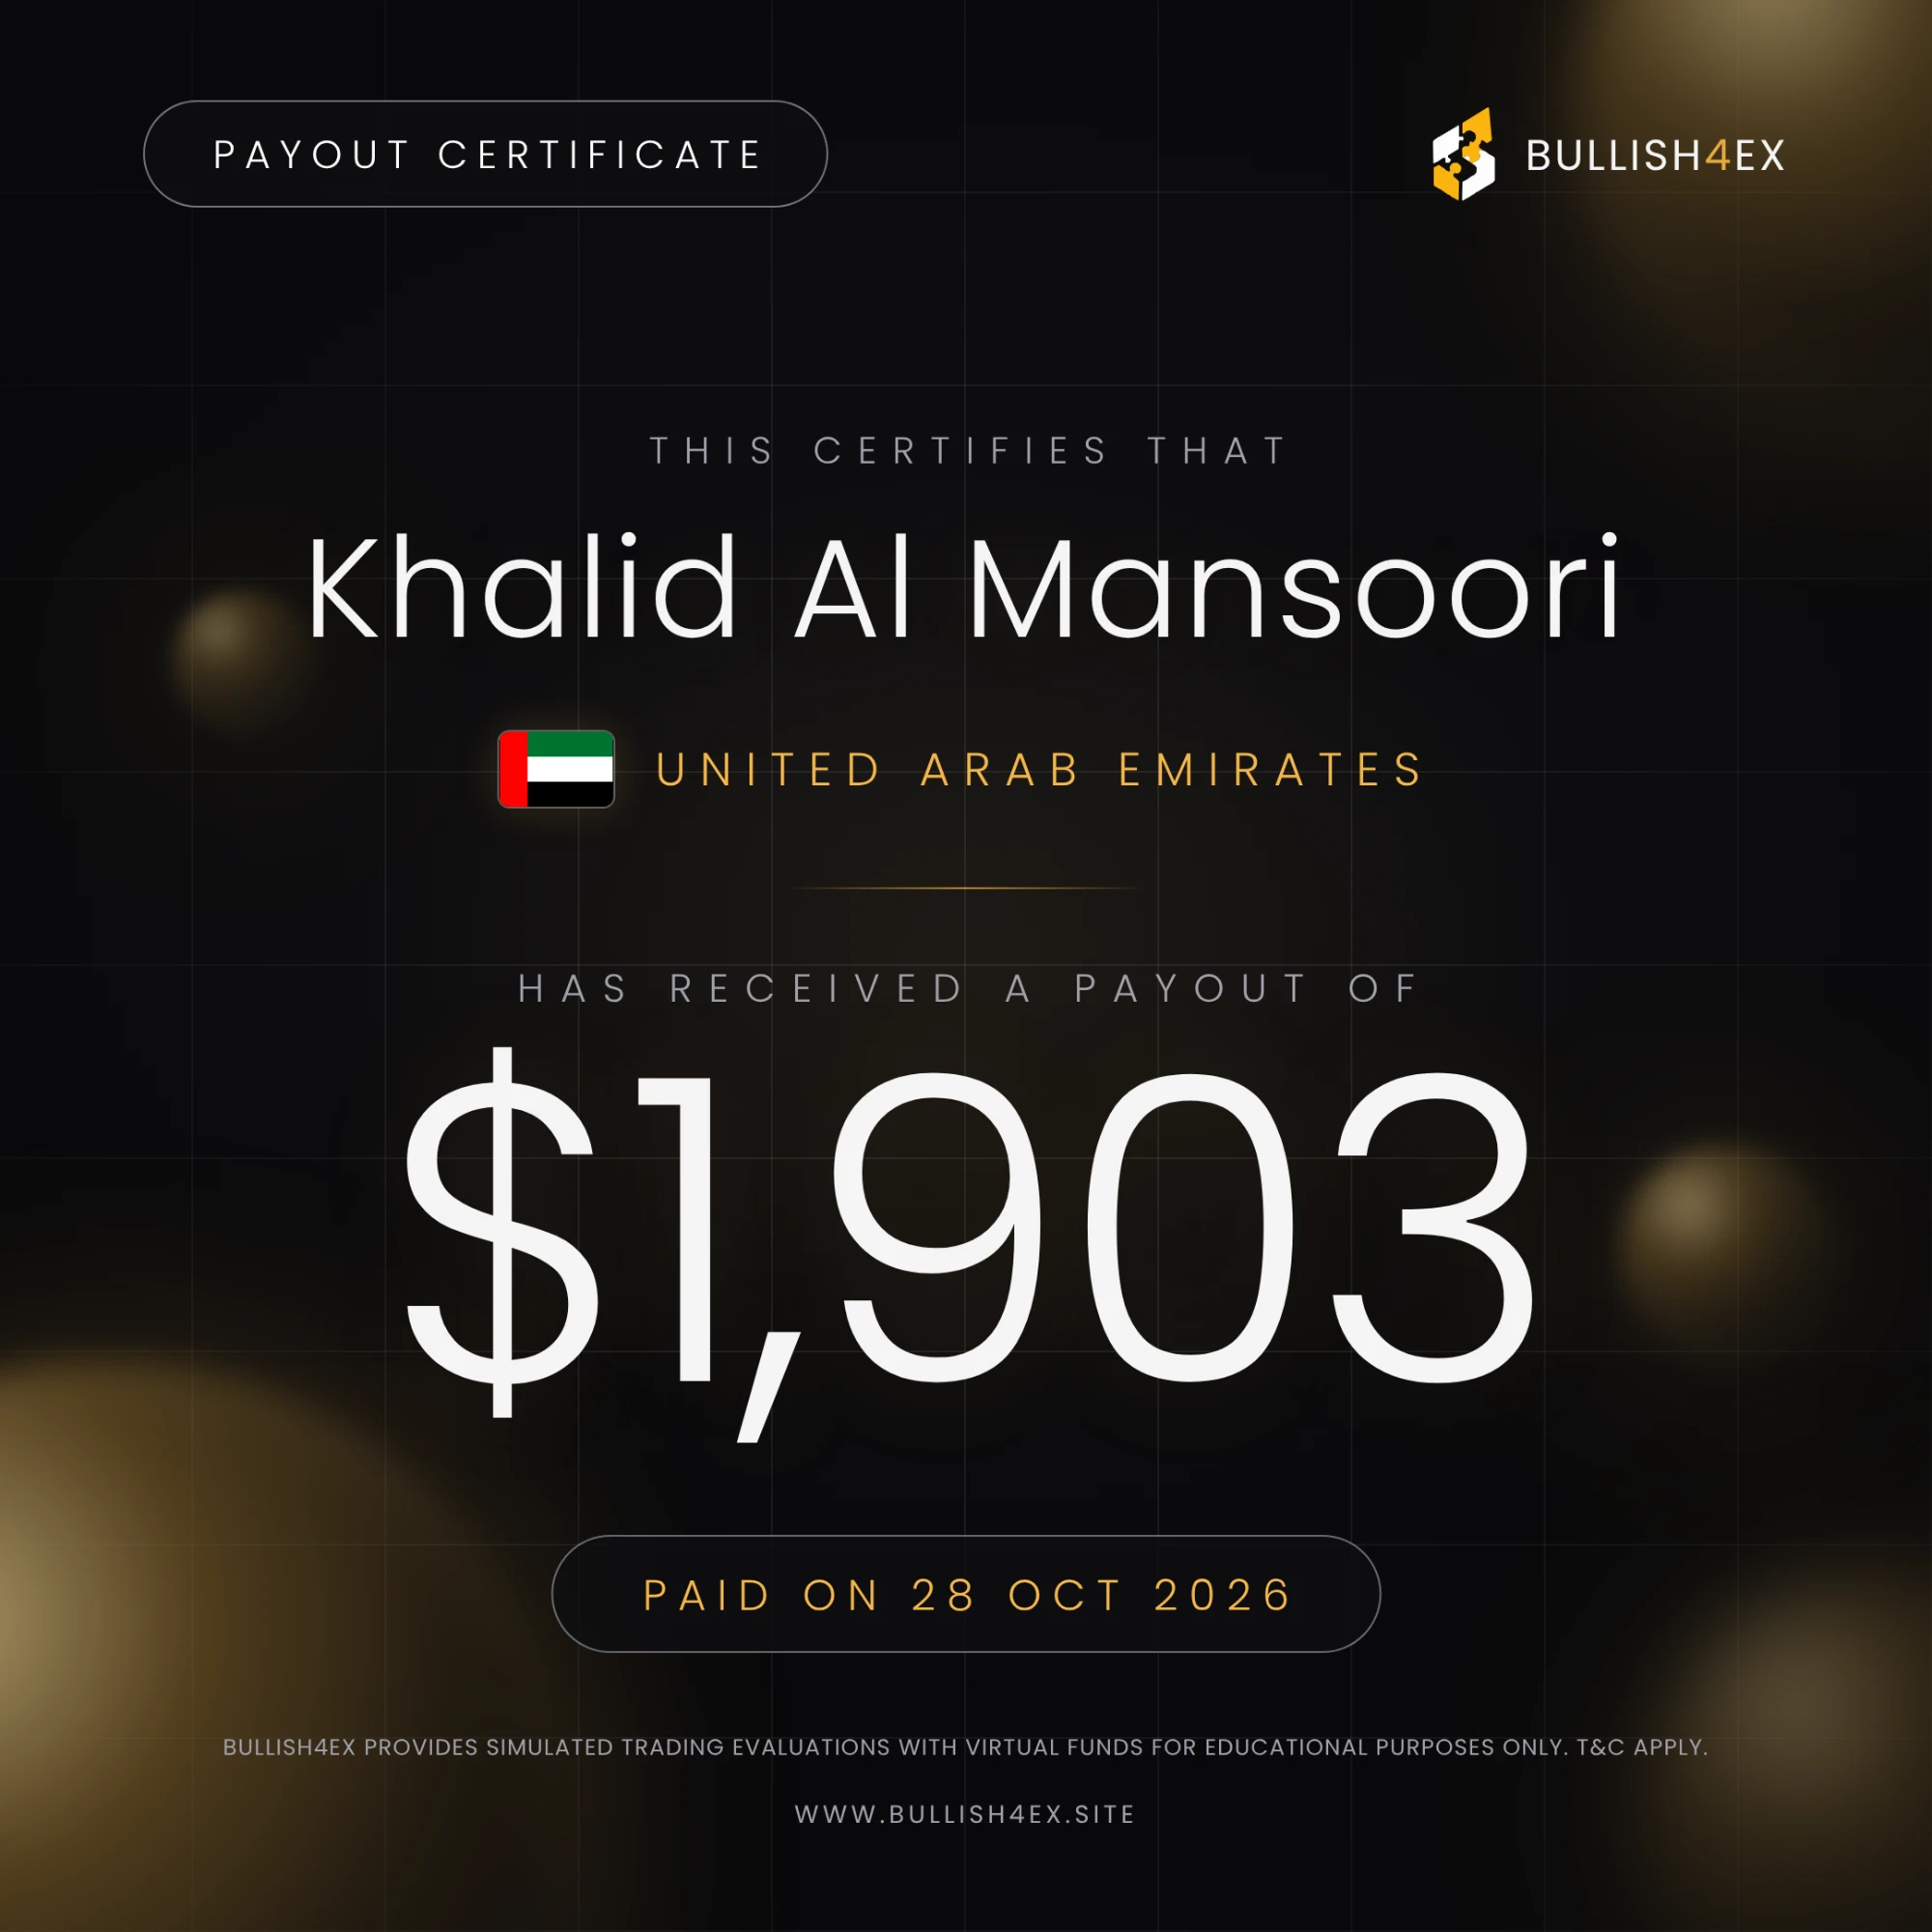 PAYOUT CERTIFICATE
BULLISH4EX
THIS CERTIFIES THAT
Khalid Al Mansoori
UNITED ARAB EMIRATES
HAS RECEIVED A PAYOUT OF
$1,903
PAID ON 28 OCT 2026
BULLISH4EX PROVIDES SIMULATED TRADING EVALUATIONS WITH VIRTUAL FUNDS FOR EDUCATIONAL PURPOSES ONLY. T&C APPLY.
WWW.BULLISH4EX.SITE